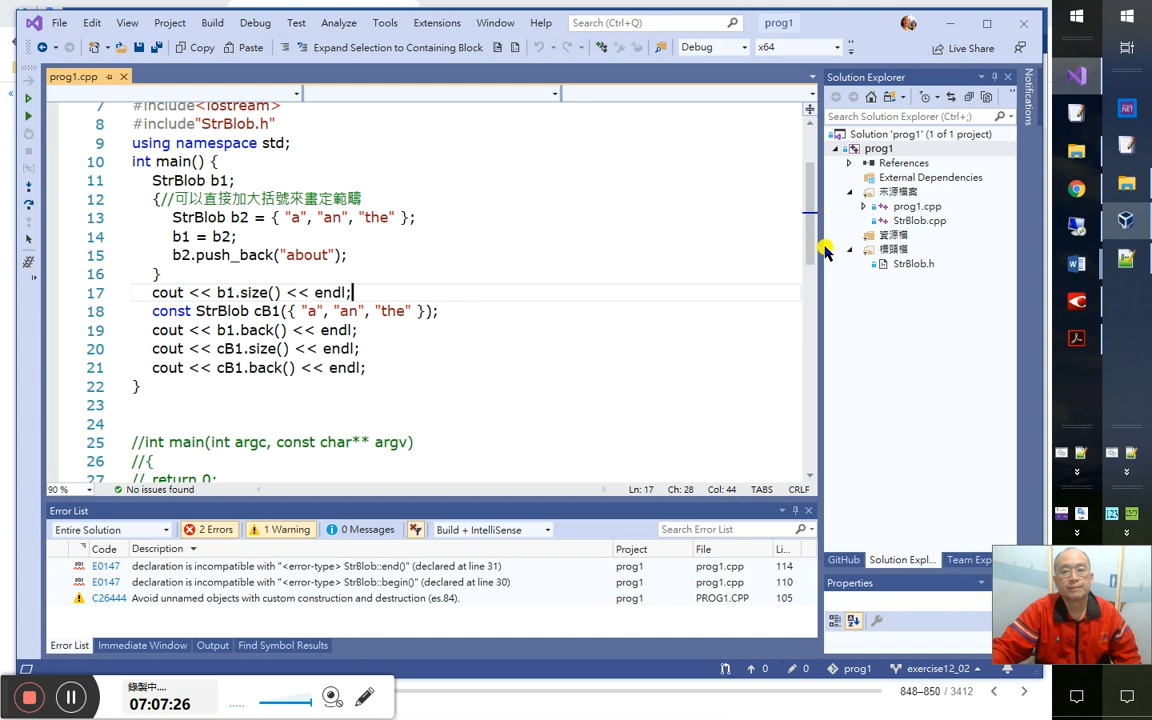 File Edit View Project Build Debug Test Analyze Tools Extensions Window Help Search (Ctrl+Q) prog1
Copy Paste Expand Selection to Containing Block Debug x64 Live Share
prog1.cpp
7 #include<iostream>
8 #include"StrBlob.h"
9 using namespace std;
10 int main() {
11 StrBlob b1;
12 {//可以直接加大括號來畫定範疇
13 StrBlob b2 = { "a", "an", "the" };
14 b1 = b2;
15 b2.push_back("about");
16 }
17 cout << b1.size() << endl;
18 const StrBlob cB1({ "a", "an", "the" });
19 cout << b1.back() << endl;
20 cout << cB1.size() << endl;
21 cout << cB1.back() << endl;
22 }
23
24
25 //int main(int argc, const char** argv)
26 //{
27 // return 0;
90 % No issues found Ln: 17 Ch: 28 Col: 44 TABS CRLF
Error List
Entire Solution 2 Errors 1 Warning 0 Messages Build + IntelliSense Search Error List
Code Description Project File Li...
E0147 declaration is incompatible with "<error-type> StrBlob::end()" (declared at line 31) prog1 prog1.cpp 114
E0147 declaration is incompatible with "<error-type> StrBlob::begin()" (declared at line 30) prog1 prog1.cpp 110
C26444 Avoid unnamed objects with custom construction and destruction (es.84). prog1 PROG1.CPP 105
Error List Immediate Window Output Find Symbol Results
Solution Explorer
Search Solution Explorer (Ctrl+;)
Solution 'prog1' (1 of 1 project)
prog1
References
External Dependencies
來源檔案
prog1.cpp
StrBlob.cpp
資源檔
標頭檔
StrBlob.h
GitHub Solution Expl... Team Exp
Properties
Notifications
0 0 prog1 exercise12_02
錄製中....
07:07:26
848–850 / 3412